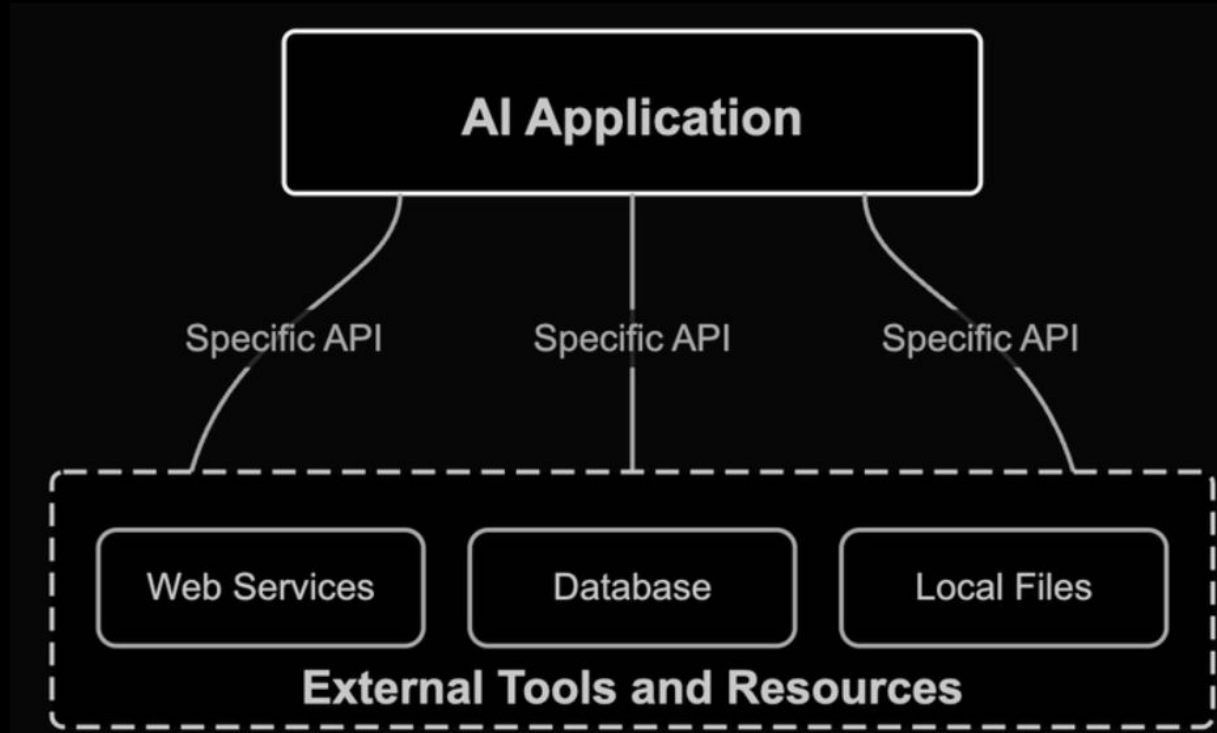 AI Application
Specific API
Specific API
Specific API
Web Services
Database
Local Files
External Tools and Resources